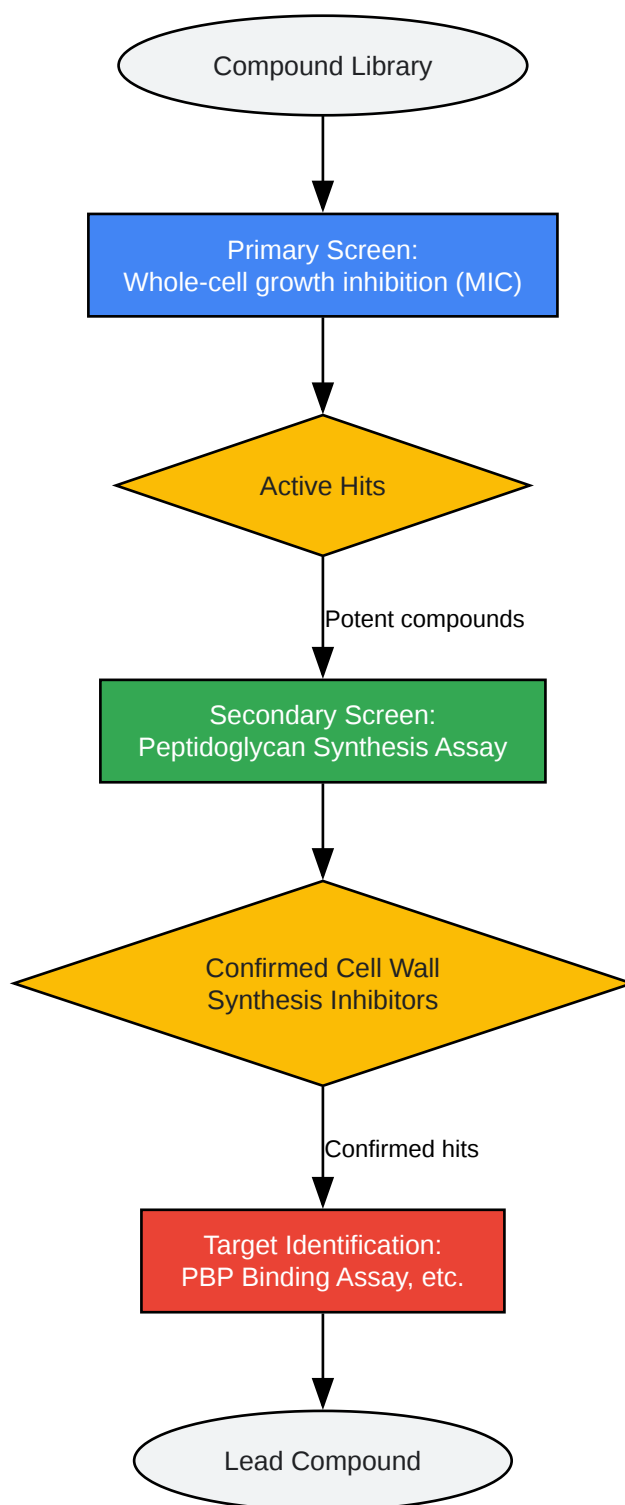 Compound Library
Primary Screen:
Whole-cell growth inhibition (MIC)
Active Hits
Potent compounds
Secondary Screen:
Peptidoglycan Synthesis Assay
Confirmed Cell Wall
Synthesis Inhibitors
Confirmed hits
Target Identification:
PBP Binding Assay, etc.
Lead Compound